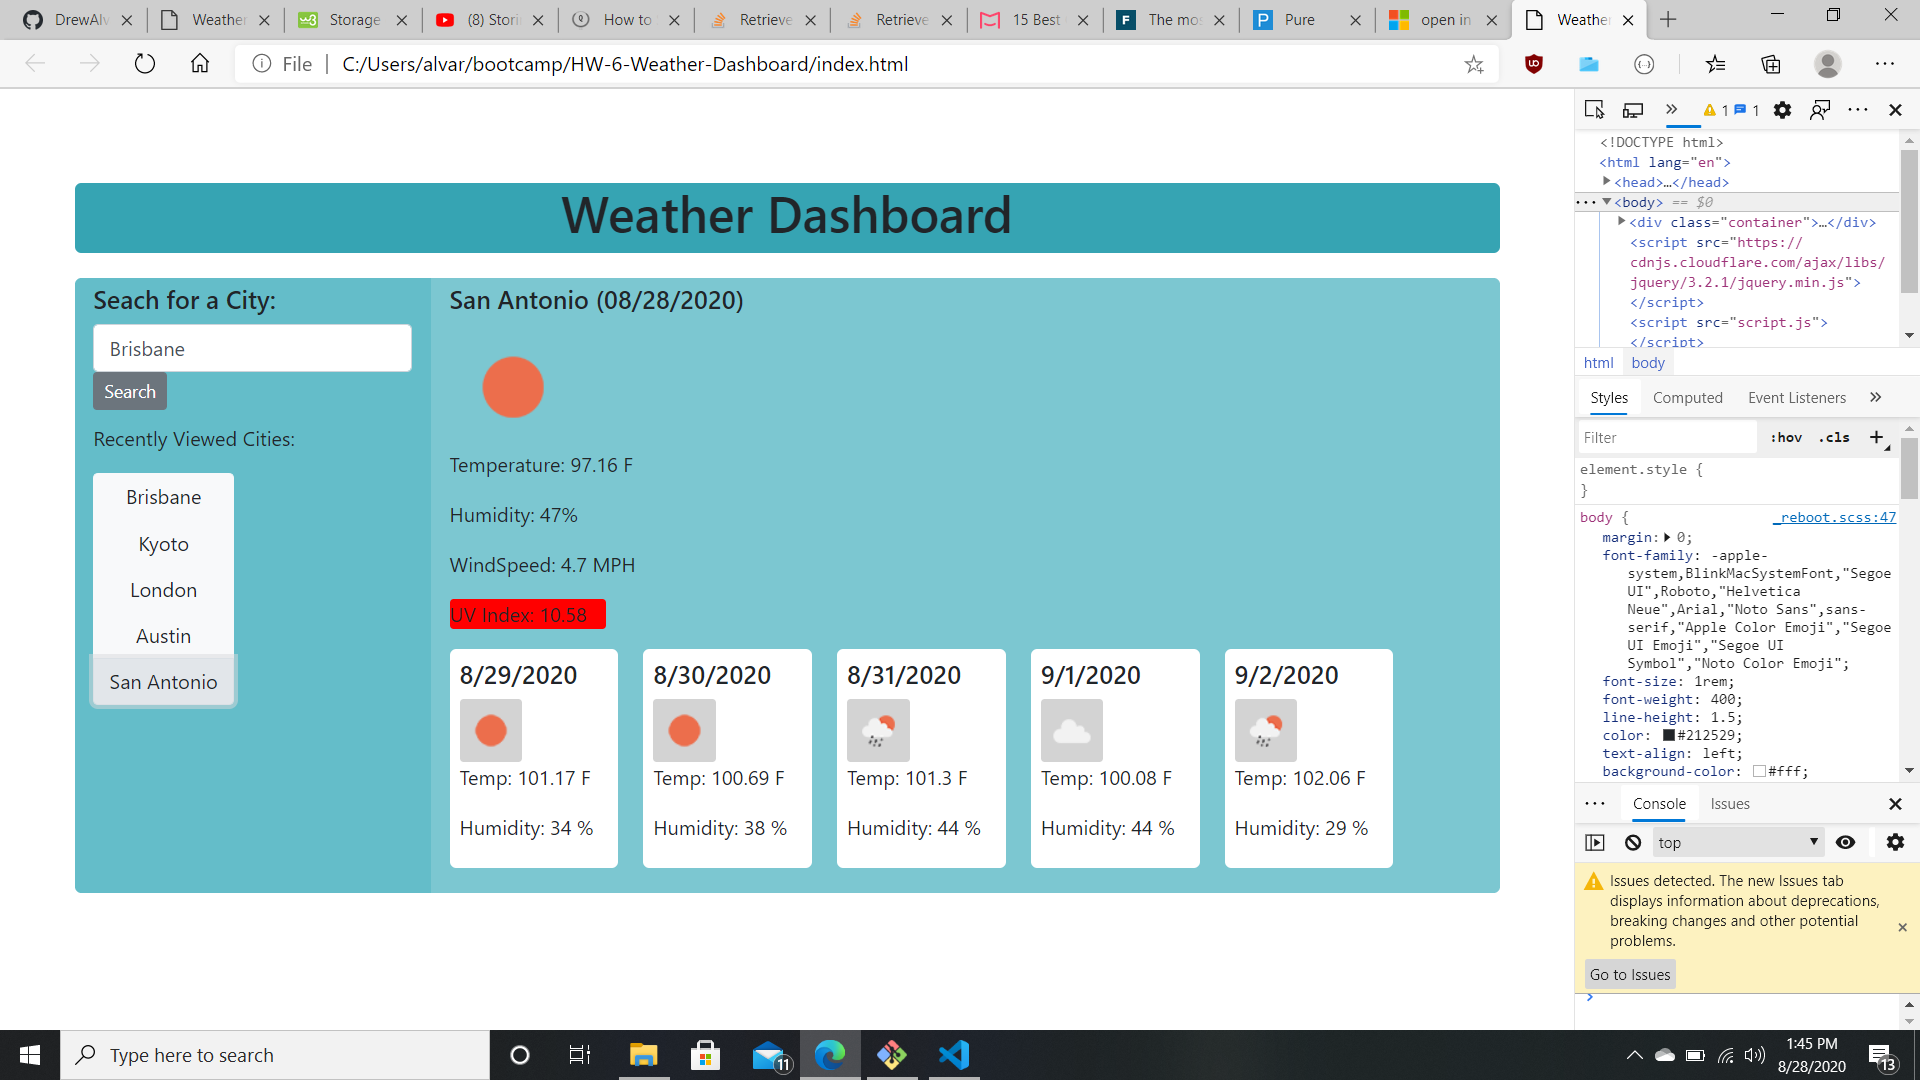 DrewAlv
Weather
Storage
(8) Stori
How to
Retrieve
Retrieve
15 Best
The mos
Pure
open in
Weather
File
C:/Users/alvar/bootcamp/HW-6-Weather-Dashboard/index.html
Weather Dashboard
Seach for a City:
Brisbane
Search
Recently Viewed Cities:
Brisbane
Kyoto
London
Austin
San Antonio
San Antonio (08/28/2020)
Temperature: 97.16 F
Humidity: 47%
WindSpeed: 4.7 MPH
UV Index: 10.58
8/29/2020
Temp: 101.17 F
Humidity: 34 %
8/30/2020
Temp: 100.69 F
Humidity: 38 %
8/31/2020
Temp: 101.3 F
Humidity: 44 %
9/1/2020
Temp: 100.08 F
Humidity: 44 %
9/2/2020
Temp: 102.06 F
Humidity: 29 %
1 1
<!DOCTYPE html>
<html lang="en">
<head>…</head>
<body> == $0
<div class="container">…</div>
<script src="https://
cdnjs.cloudflare.com/ajax/libs/
jquery/3.2.1/jquery.min.js">
</script>
<script src="script.js">
</script>
html body
Styles Computed Event Listeners
Filter :hov .cls +
element.style {
}
body { _reboot.scss:47
margin: 0;
font-family: -apple-
system,BlinkMacSystemFont,"Segoe
UI",Roboto,"Helvetica
Neue",Arial,"Noto Sans",sans-
serif,"Apple Color Emoji","Segoe
UI Emoji","Segoe UI
Symbol","Noto Color Emoji";
font-size: 1rem;
font-weight: 400;
line-height: 1.5;
color: #212529;
text-align: left;
background-color: #fff;
Console Issues
top
Issues detected. The new Issues tab
displays information about deprecations,
breaking changes and other potential
problems.
Go to Issues
Type here to search
11
1:45 PM
8/28/2020
13